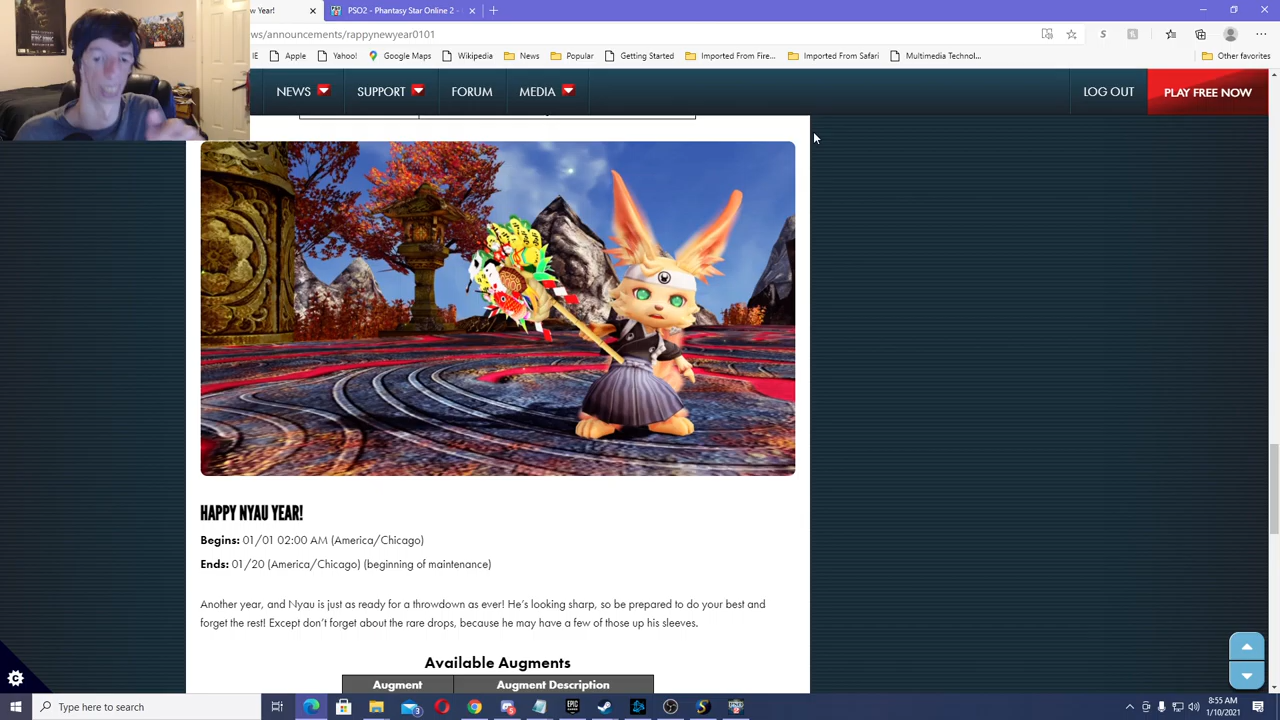 w Year!
PSO2 - Phantasy Star Online 2 -
ws/announcements/rappynewyear0101
IE
Apple
Yahoo!
Google Maps
Wikipedia
News
Popular
Getting Started
Imported From Fire...
Imported From Safari
Multimedia Technol...
Other favorites
NEWS
SUPPORT
FORUM
MEDIA
LOG OUT
PLAY FREE NOW
HAPPY NYAU YEAR!
Begins: 01/01 02:00 AM (America/Chicago)
Ends: 01/20 (America/Chicago) (beginning of maintenance)
Another year, and Nyau is just as ready for a throwdown as ever! He's looking sharp, so be prepared to do your best and
forget the rest! Except don't forget about the rare drops, because he may have a few of those up his sleeves.
Available Augments
Augment
Augment Description
Type here to search
8:55 AM
1/10/2021